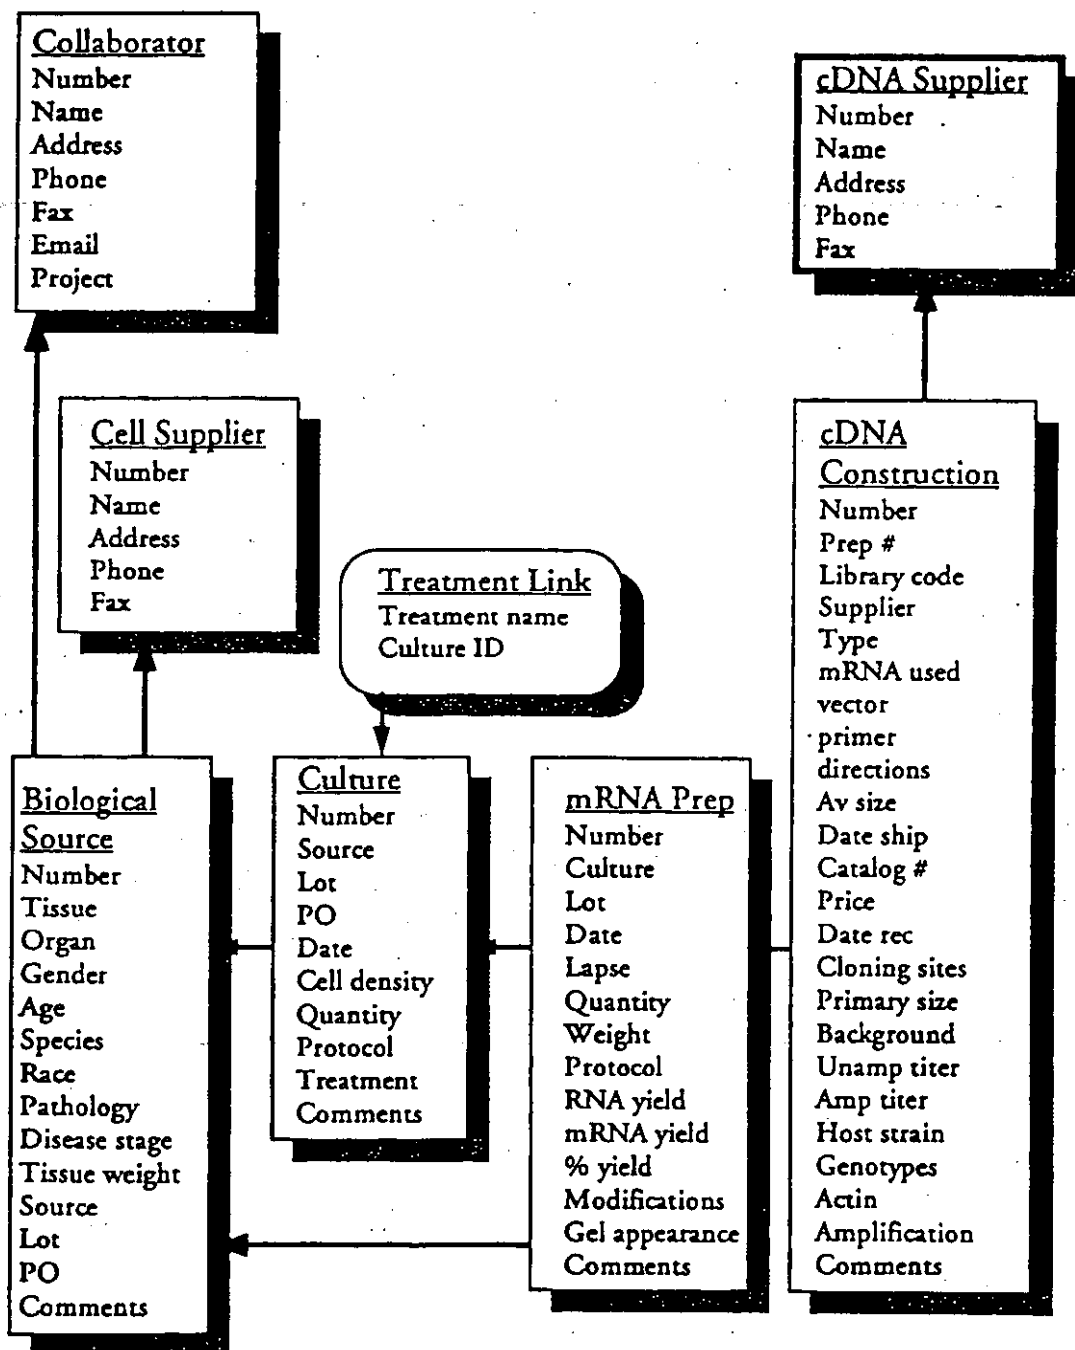 Collaborator
Number
Name
Address
Phone
Fax
Email
Project
cDNA Supplier
Number
Name
Address
Phone
Fax
Cell Supplier
Number
Name
Address
Phone
Fax
Treatment Link
Treatment name
Culture ID
Biological
Source
Number
Tissue
Organ
Gender
Age
Species
Race
Pathology
Disease stage
Tissue weight
Source
Lot
PO
Comments
Culture
Number
Source
Lot
PO
Date
Cell density
Quantity
Protocol
Treatment
Comments
mRNA Prep
Number
Culture
Lot
Date
Lapse
Quantity
Weight
Protocol
RNA yield
mRNA yield
% yield
Modifications
Gel appearance
Comments
cDNA
Construction
Number
Prep #
Library code
Supplier
Type
mRNA used
vector
primer
directions
Av size
Date ship
Catalog #
Price
Date rec
Cloning sites
Primary size
Background
Unamp titer
Amp titer
Host strain
Genotypes
Actin
Amplification
Comments